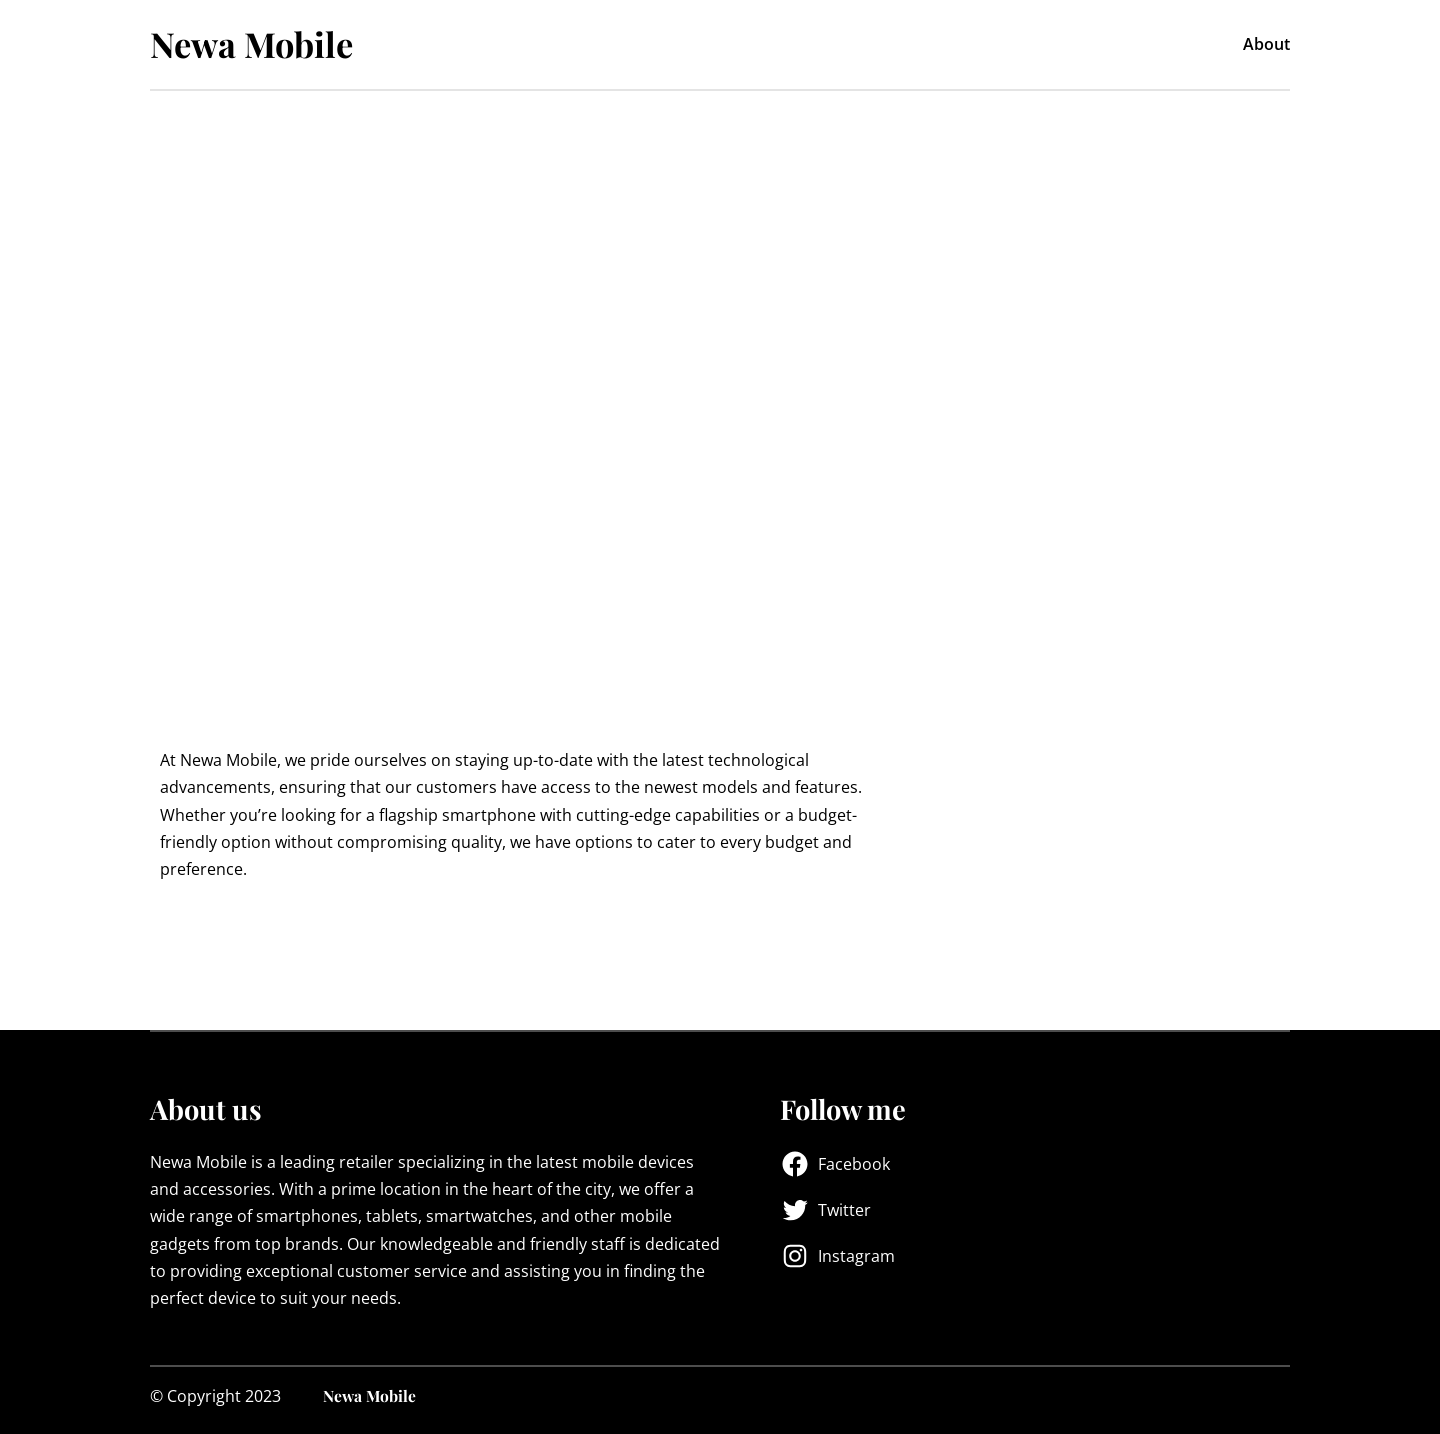 Newa Mobile
About
At Newa Mobile, we pride ourselves on staying up-to-date with the latest technological
advancements, ensuring that our customers have access to the newest models and features.
Whether you’re looking for a flagship smartphone with cutting-edge capabilities or a budget-
friendly option without compromising quality, we have options to cater to every budget and
preference.
About us
Newa Mobile is a leading retailer specializing in the latest mobile devices
and accessories. With a prime location in the heart of the city, we offer a
wide range of smartphones, tablets, smartwatches, and other mobile
gadgets from top brands. Our knowledgeable and friendly staff is dedicated
to providing exceptional customer service and assisting you in finding the
perfect device to suit your needs.
Follow me
Facebook
Twitter
Instagram
© Copyright 2023 Newa Mobile